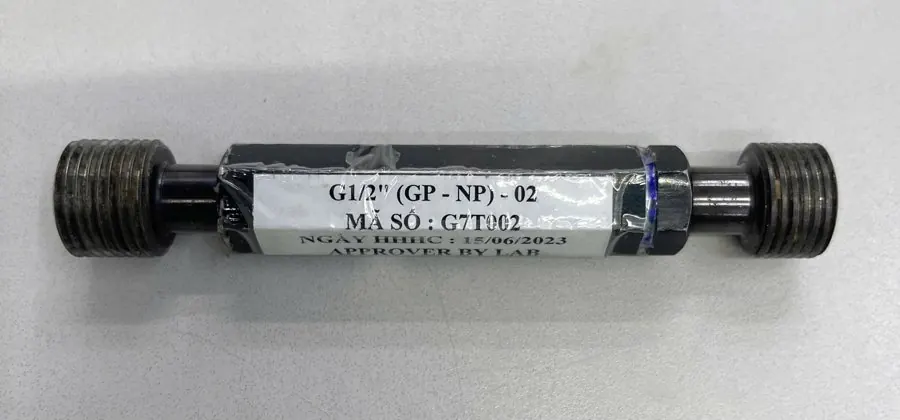 G1/2" (GP - NP) - 02
MÃ SỐ : G7T002
NGÀY HHHC : 15/06/2023
APPROVER BY LAB